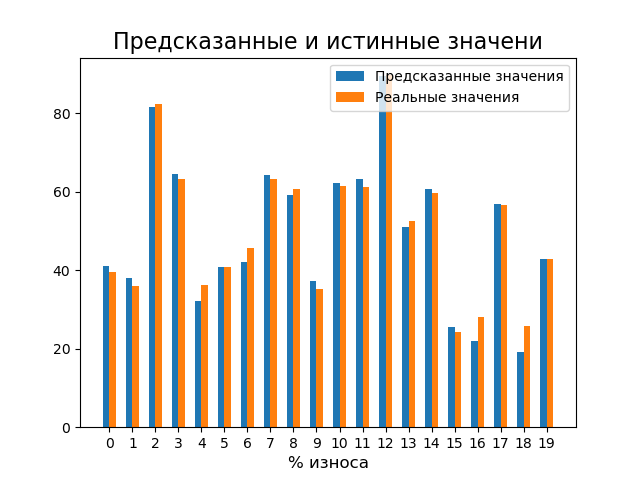 Предсказанные и истинные значени
Предсказанные значения
Реальные значения
80
60
40
20
0
0 1 2 3 4 5 6 7 8 9 10 11 12 13 14 15 16 17 18 19
% износа